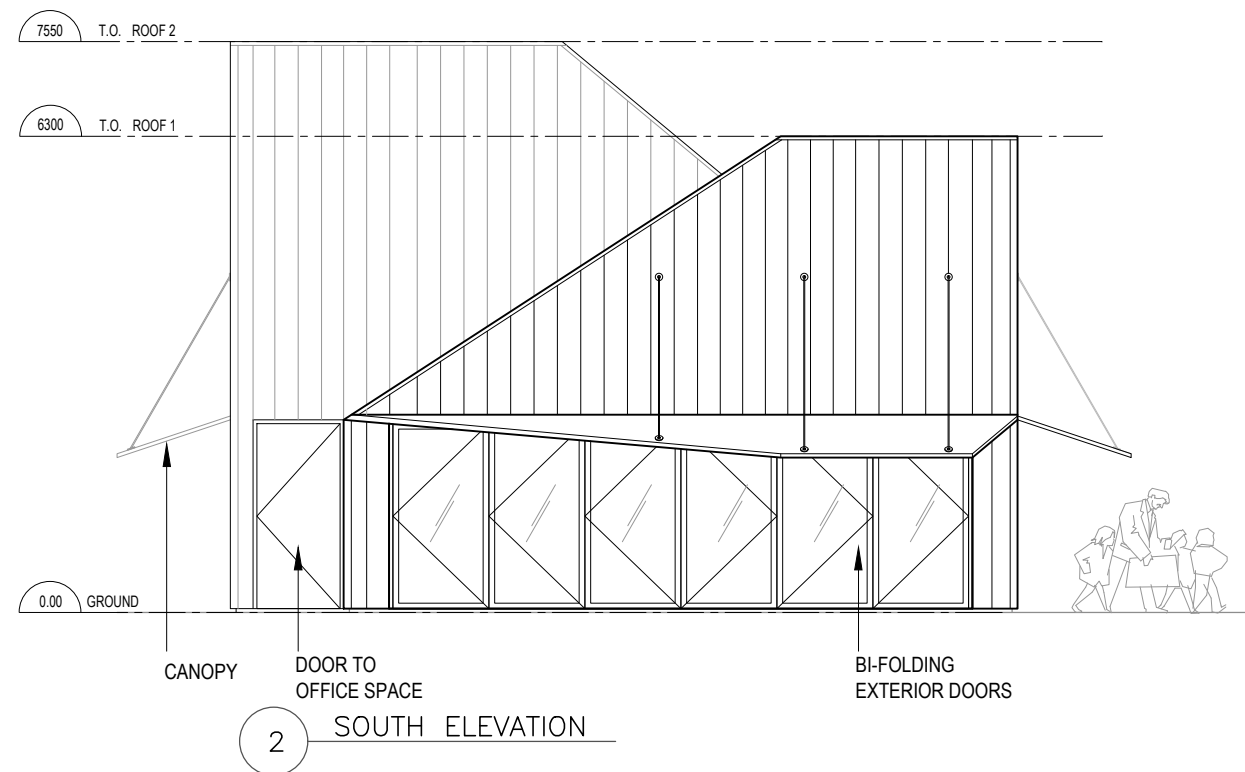 7550 T.O. ROOF 2
6300 T.O. ROOF 1
0.00 GROUND
CANOPY
DOOR TO
OFFICE SPACE
BI-FOLDING
EXTERIOR DOORS
2 SOUTH ELEVATION